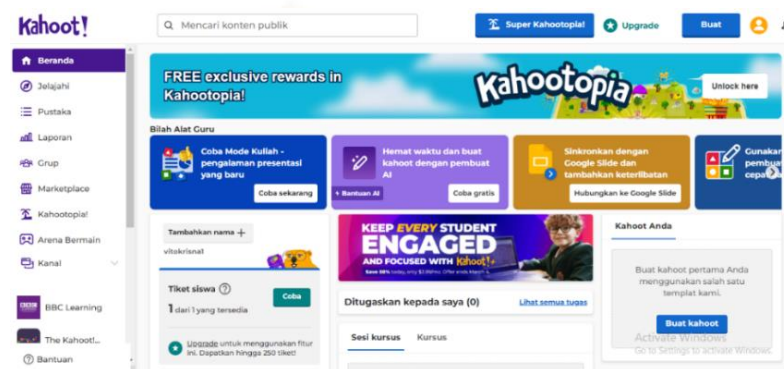 Kahoot!
Mencari konten publik
Super Kahootopia!
Upgrade
Buat
Beranda
Jelajahi
Pustaka
Laporan
Grup
Marketplace
Kahootopia!
Arena Bermain
Kanal
BBC Learning
The Kahoot!...
Bantuan
FREE exclusive rewards in
Kahootopia!
Kahootopia
Unlock here
Bilah Alat Guru
Coba Mode Kuliah -
pengalaman presentasi
yang baru
Coba sekarang
Hemat waktu dan buat
kahoot dengan pembuat
AI
Bantuan AI
Coba gratis
Sinkronkan dengan
Google Slide dan
tambahkan keterlibatan
Hubungkan ke Google Slide
Gunakan
pembua
cepat
Tambahkan nama +
vitakrisna1
Tiket siswa
1 dari 1 yang tersedia
Coba
Upgrade untuk menggunakan fitur
ini. Dapatkan hingga 250 tiket!
KEEP EVERY STUDENT
ENGAGED
AND FOCUSED WITH Kahoot!+
Ditugaskan kepada saya (0)
Lihat semua tugas
Sesi kursus
Kursus
Kahoot Anda
Buat kahoot pertama Anda
menggunakan salah satu
templat kami.
Buat kahoot
Activate Windows
Go to Settings to activate Windows.